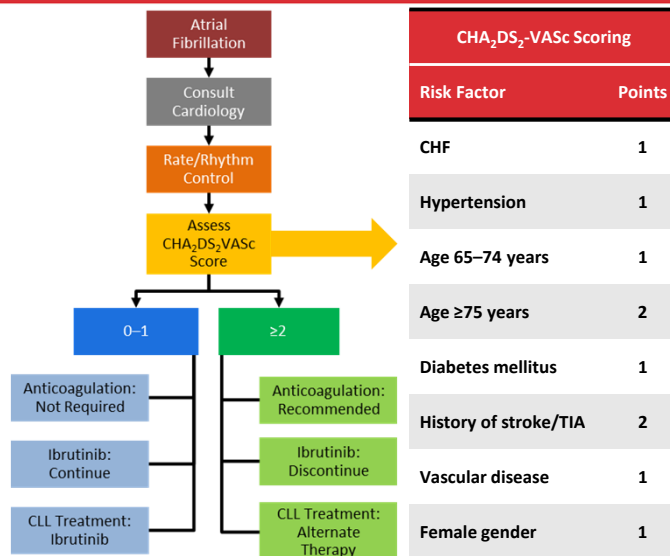 Atrial
Fibrillation
Consult
Cardiology
Rate/Rhythm
Control
Assess
CHA₂DS₂VASc
Score
0–1
≥2
Anticoagulation:
Not Required
Ibrutinib:
Continue
CLL Treatment:
Ibrutinib
Anticoagulation:
Recommended
Ibrutinib:
Discontinue
CLL Treatment:
Alternate
Therapy
CHA₂DS₂-VASc Scoring
Risk Factor Points
CHF 1
Hypertension 1
Age 65–74 years 1
Age ≥75 years 2
Diabetes mellitus 1
History of stroke/TIA 2
Vascular disease 1
Female gender 1